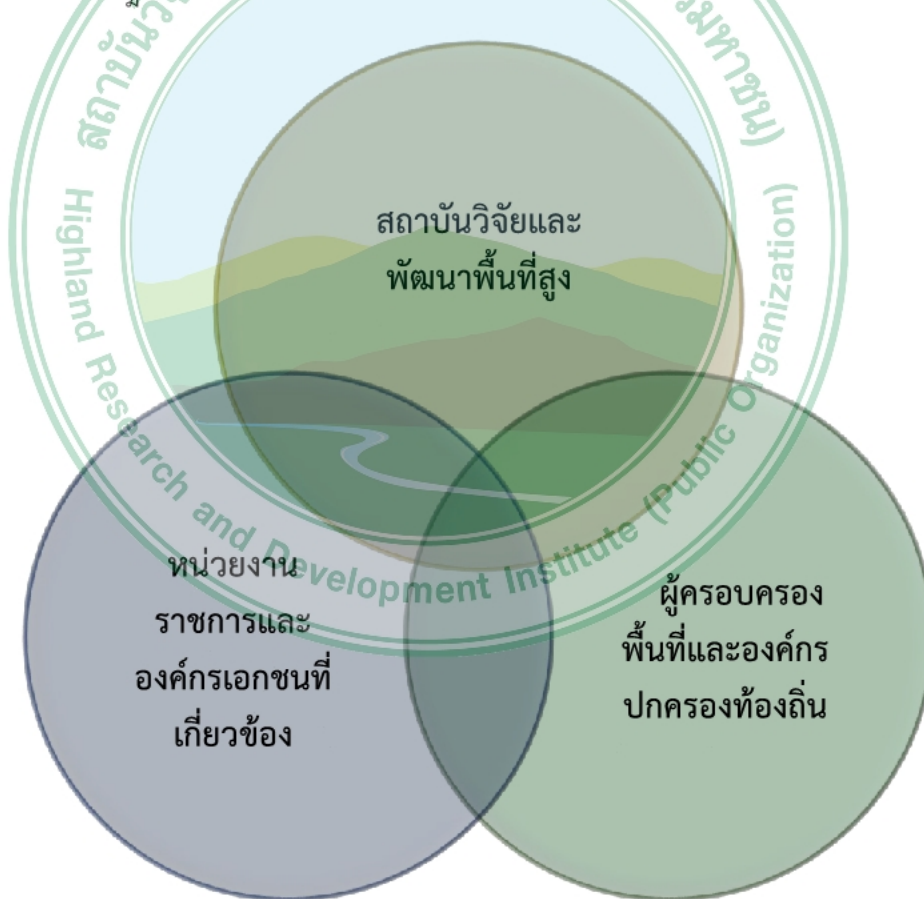 สถาบันวิจัยและ
พัฒนาพื้นที่สูง
หน่วยงาน
ราชการและ
องค์กรเอกชนที่
เกี่ยวข้อง
ผู้ครอบครอง
พื้นที่และองค์กร
ปกครองท้องถิ่น
Highland Research and Development Institute (Public Organization)